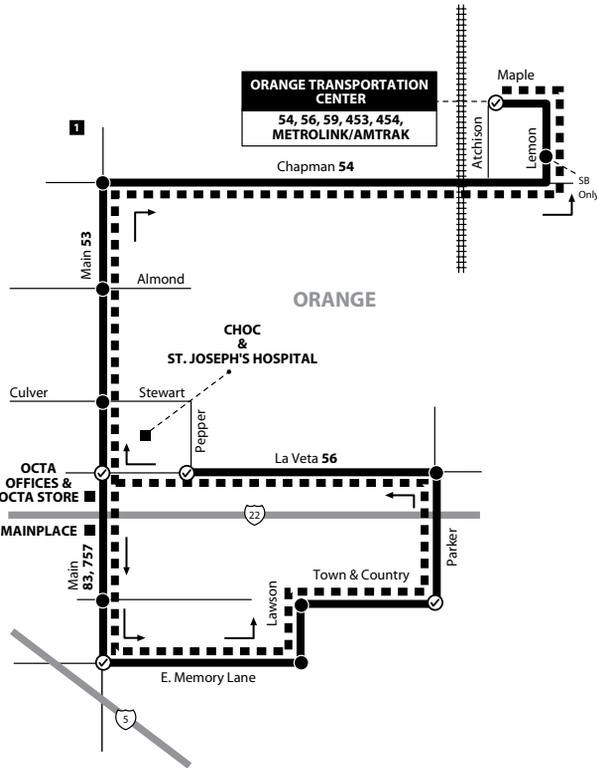 Maple
ORANGE TRANSPORTATION
CENTER
54, 56, 59, 453, 454,
METROLINK/AMTRAK
1
Atchison
Lemon
Chapman 54
SB
Only
Main 53
Almond
ORANGE
CHOC
&
ST. JOSEPH'S HOSPITAL
Culver
Stewart
Pepper
La Veta 56
OCTA
OFFICES &
OCTA STORE
22
MAINPLACE
Parker
Main
83, 757
Town & Country
Lawson
E. Memory Lane
5